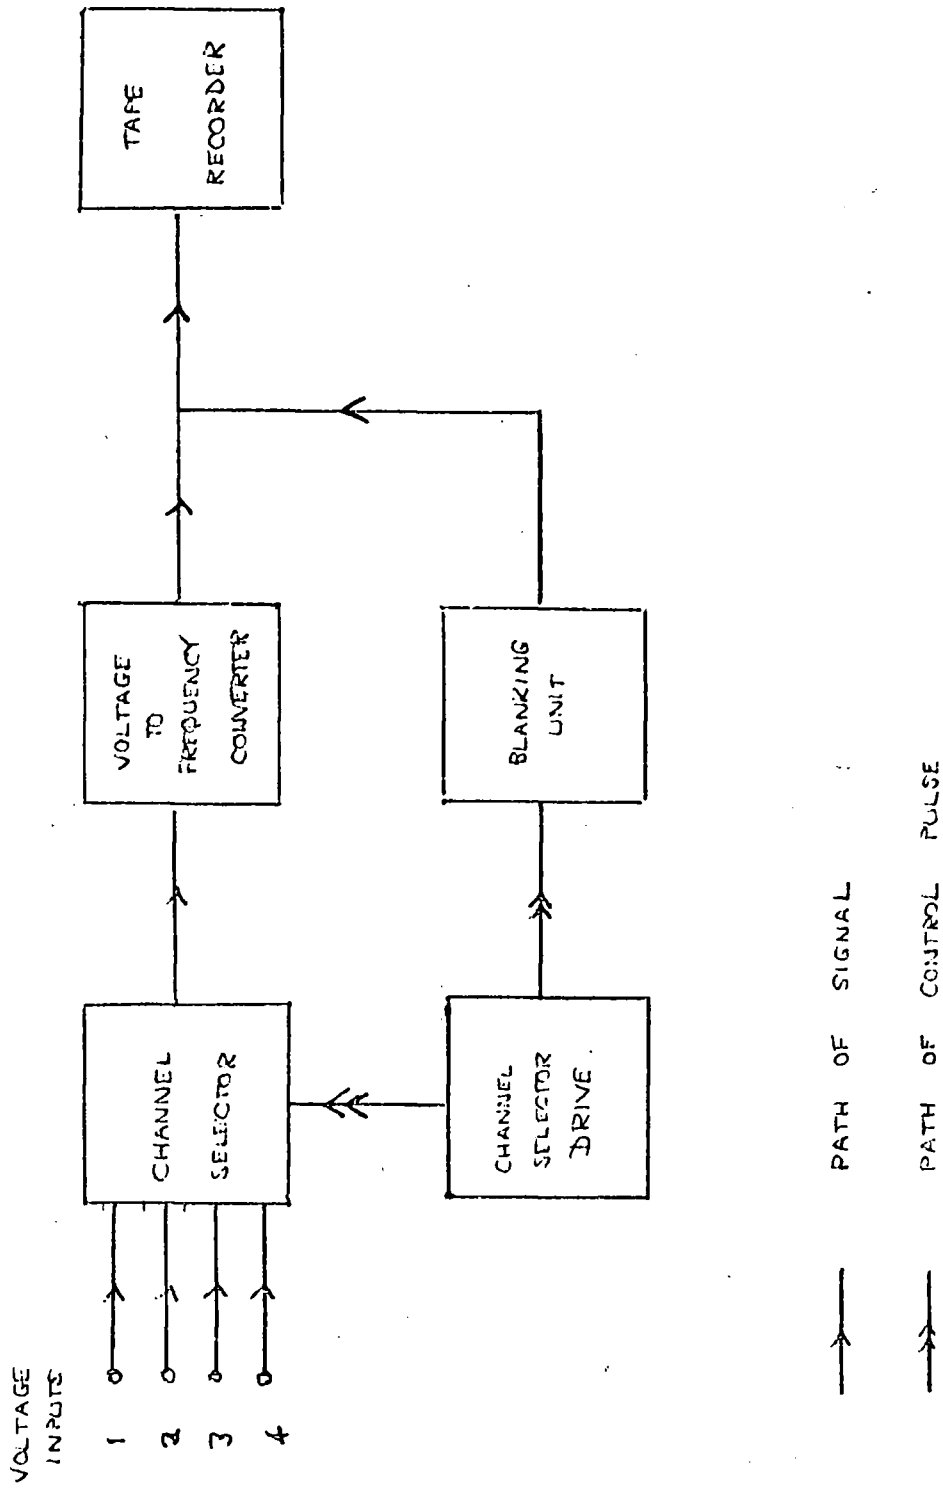 VOLTAGE
INPUTS
1
2
3
4
CHANNEL
SELECTOR
VOLTAGE
TO
FREQUENCY
CONVERTER
TAPE
RECORDER
CHANNEL
SELECTOR
DRIVE.
BLANKING
UNIT
PATH OF SIGNAL
PATH OF CONTROL PULSE